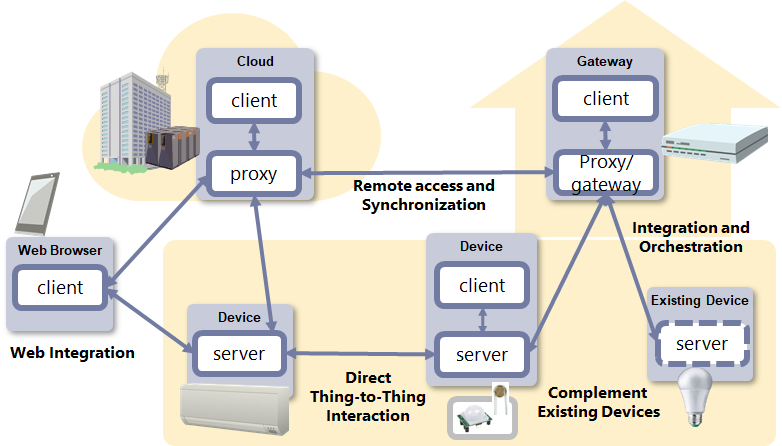 Cloud
client
proxy
Gateway
client
Proxy/
gateway
Remote access and
Synchronization
Integration and
Orchestration
Web Browser
client
Web Integration
Device
server
Device
client
server
Existing Device
server
Direct
Thing-to-Thing
Interaction
Complement
Existing Devices